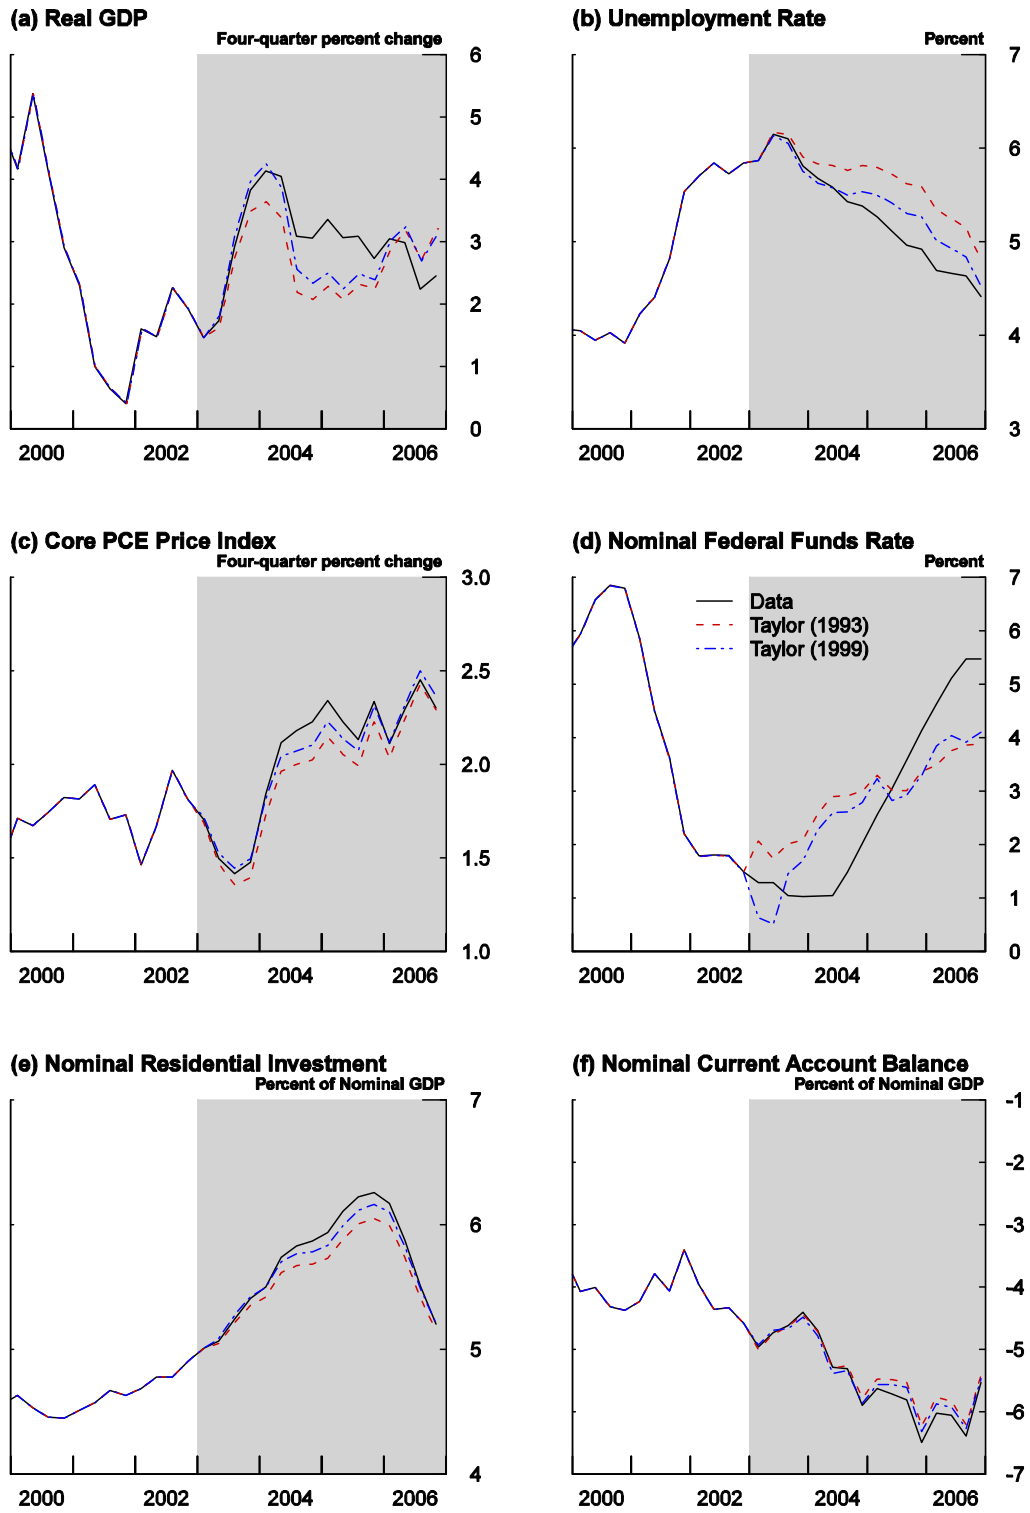 (a) Real GDP
Four-quarter percent change
6
5
4
3
2
1
0
2000 2002 2004 2006
(b) Unemployment Rate
Percent
7
6
5
4
3
2000 2002 2004 2006
(c) Core PCE Price Index
Four-quarter percent change
3.0
2.5
2.0
1.5
1.0
2000 2002 2004 2006
(d) Nominal Federal Funds Rate
Percent
Data
Taylor (1993)
Taylor (1999)
7
6
5
4
3
2
1
0
2000 2002 2004 2006
(e) Nominal Residential Investment
Percent of Nominal GDP
7
6
5
4
2000 2002 2004 2006
(f) Nominal Current Account Balance
Percent of Nominal GDP
-1
-2
-3
-4
-5
-6
-7
2000 2002 2004 2006